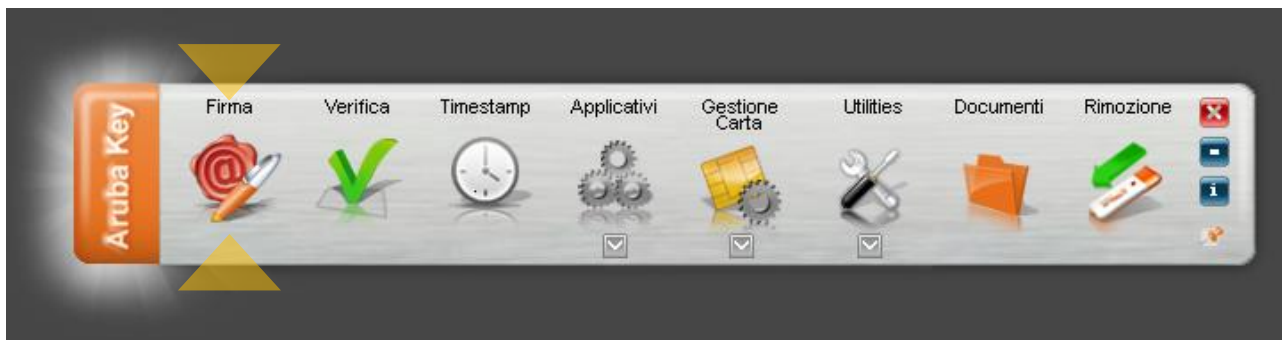 Aruba Key
Firma
Verifica
Timestamp
Applicativi
Gestione
Carta
Utilities
Documenti
Rimozione